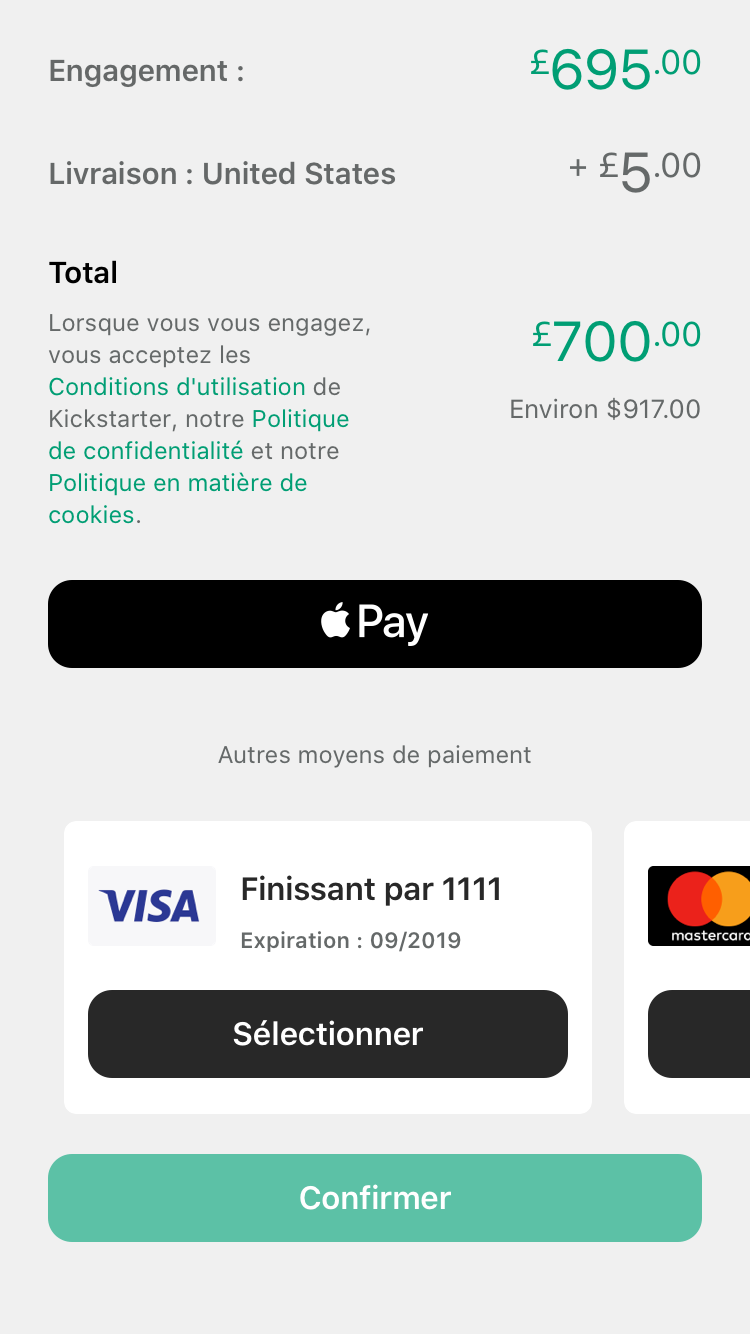 Engagement :
£695.00
Livraison : United States
+ £5.00
Total
Lorsque vous vous engagez,
vous acceptez les
Conditions d'utilisation de
Kickstarter, notre Politique
de confidentialité et notre
Politique en matière de
cookies.
£700.00
Environ $917.00
Pay
Autres moyens de paiement
VISA
Finissant par 1111
Expiration : 09/2019
Sélectionner
mastercard
Confirmer